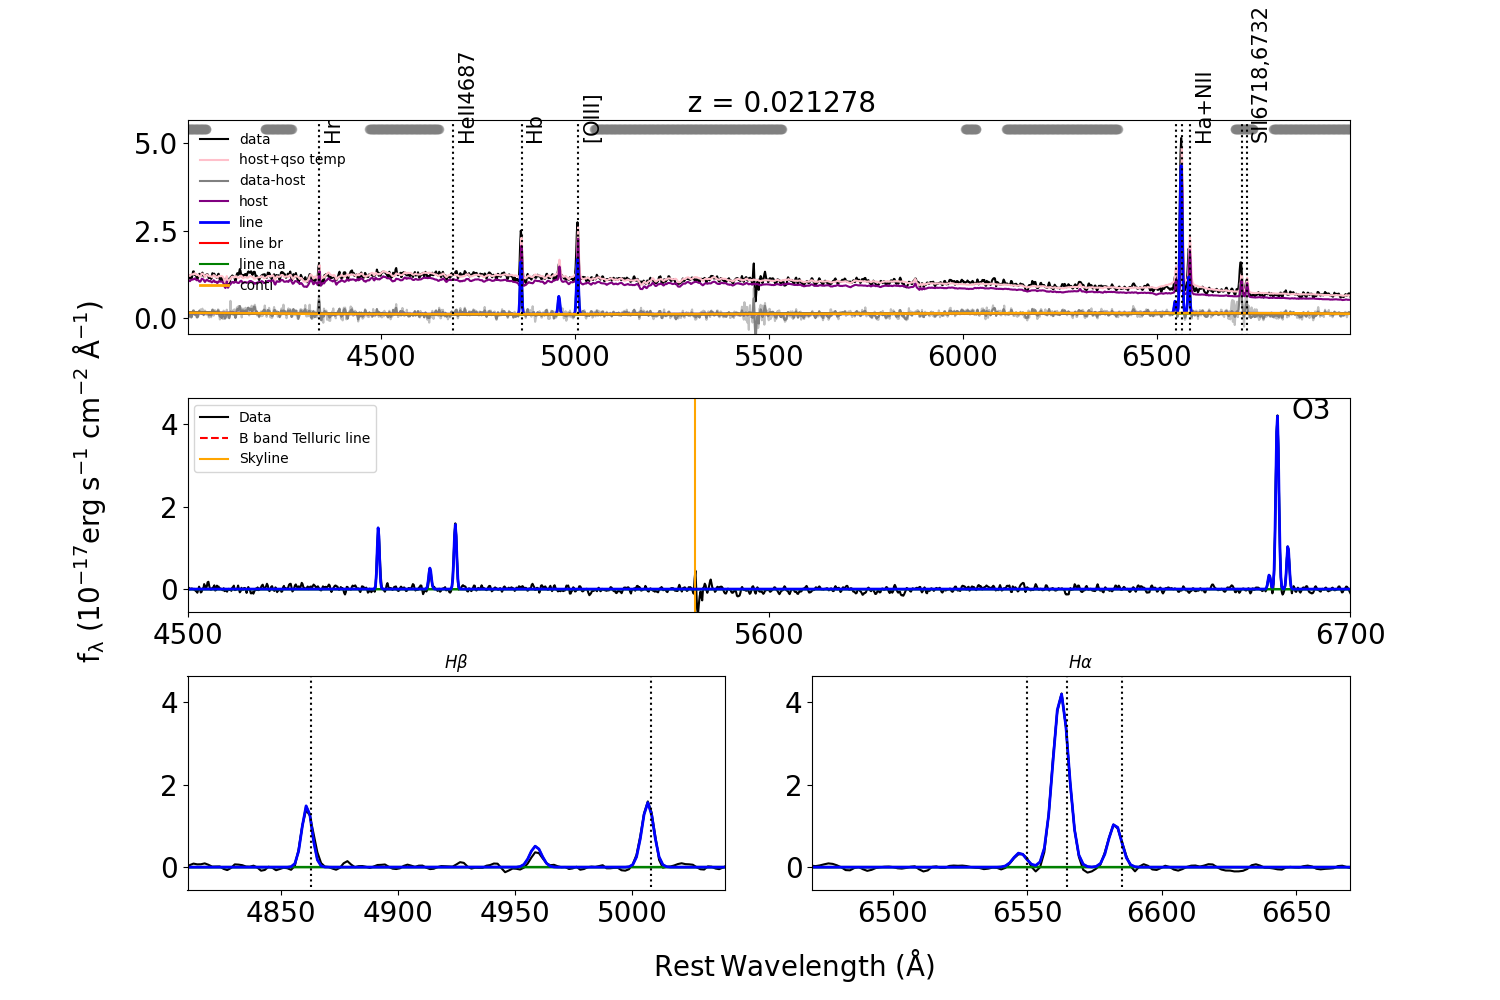 z = 0.021278
Hr
HeII4687
Hb
[OIII]
Ha+NII
SII6718,6732
data
host+qso temp
data-host
host
line
line br
line na
conti
5.0
2.5
0.0
4500 5000 5500 6000 6500
Data
B band Telluric line
Skyline
O3
4
2
0
4500 5600 6700
fλ (10⁻¹⁷erg s⁻¹ cm⁻² Å⁻¹)
Hβ
4
2
0
4850 4900 4950 5000
Hα
4
2
0
6500 6550 6600 6650
Rest Wavelength (Å)